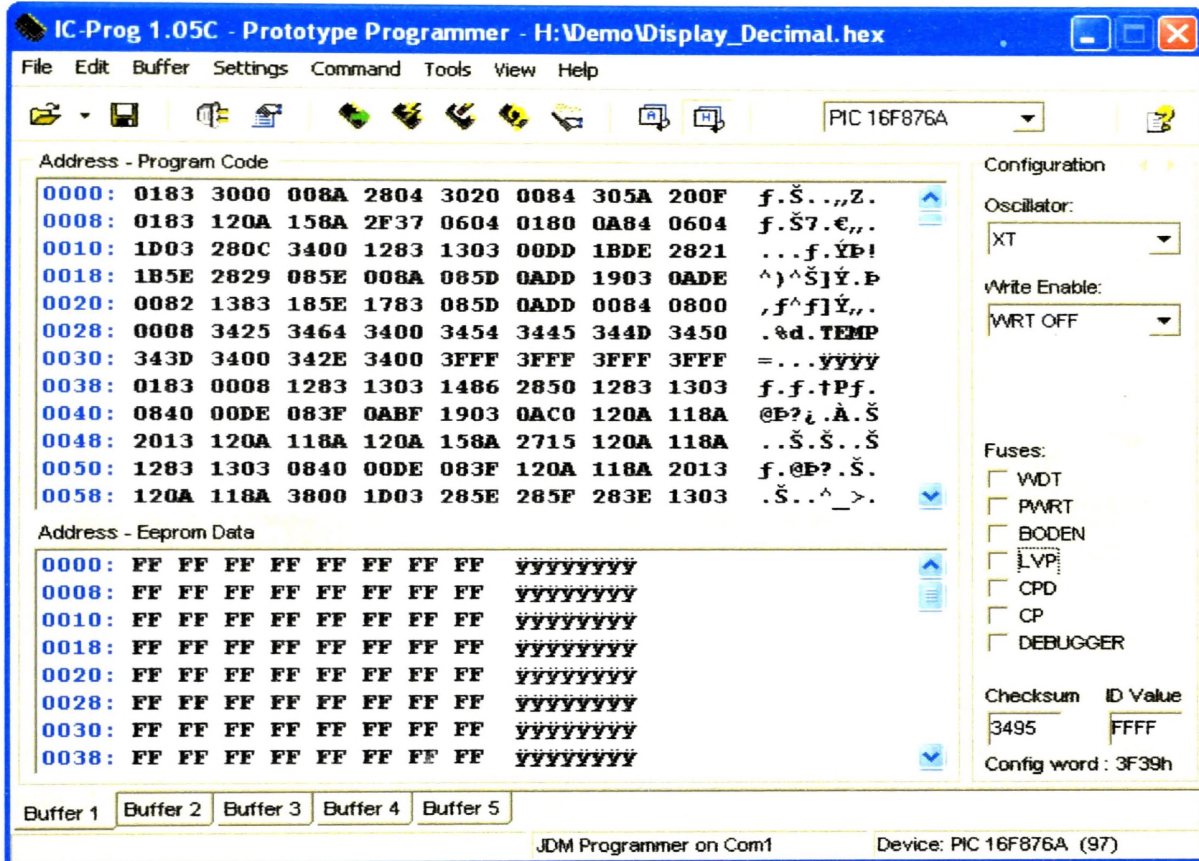 IC-Prog 1.05C - Prototype Programmer - H:\Demo\Display_Decimal.hex
File Edit Buffer Settings Command Tools View Help
PIC 16F876A
Address - Program Code
0000: 0183 3000 008A 2804 3020 0084 305A 200F ƒ.Š..„Z.
0008: 0183 120A 158A 2F37 0604 0180 0A84 0604 ƒ.Š7.€„.
0010: 1D03 280C 3400 1283 1303 00DD 1BDE 2821 ...ƒ.ÝÞ!
0018: 1B5E 2829 085E 008A 085D 0ADD 1903 0ADE ^)^Š]Ý.Þ
0020: 0082 1383 185E 1783 085D 0ADD 0084 0800 ‚ƒ^ƒ]Ý„.
0028: 0008 3425 3464 3400 3454 3445 344D 3450 .%d.TEMP
0030: 343D 3400 342E 3400 3FFF 3FFF 3FFF 3FFF =...ÿÿÿÿ
0038: 0183 0008 1283 1303 1486 2850 1283 1303 ƒ.ƒ.†Pƒ.
0040: 0840 00DE 083F 0ABF 1903 0AC0 120A 118A @Þ?¿.À.Š
0048: 2013 120A 118A 120A 158A 2715 120A 118A ..Š.Š..Š
0050: 1283 1303 0840 00DE 083F 120A 118A 2013 ƒ.@Þ?.Š.
0058: 120A 118A 3800 1D03 285E 285F 283E 1303 .Š..^_>.
Address - Eeprom Data
0000: FF FF FF FF FF FF FF FF ÿÿÿÿÿÿÿÿ
0008: FF FF FF FF FF FF FF FF ÿÿÿÿÿÿÿÿ
0010: FF FF FF FF FF FF FF FF ÿÿÿÿÿÿÿÿ
0018: FF FF FF FF FF FF FF FF ÿÿÿÿÿÿÿÿ
0020: FF FF FF FF FF FF FF FF ÿÿÿÿÿÿÿÿ
0028: FF FF FF FF FF FF FF FF ÿÿÿÿÿÿÿÿ
0030: FF FF FF FF FF FF FF FF ÿÿÿÿÿÿÿÿ
0038: FF FF FF FF FF FF FF FF ÿÿÿÿÿÿÿÿ
Configuration
Oscillator:
XT
Write Enable:
WRT OFF
Fuses:
WDT
PWRT
BODEN
LVP
CPD
CP
DEBUGGER
Checksum ID Value
3495 FFFF
Config word : 3F39h
Buffer 1 Buffer 2 Buffer 3 Buffer 4 Buffer 5
JDM Programmer on Com1 Device: PIC 16F876A (97)